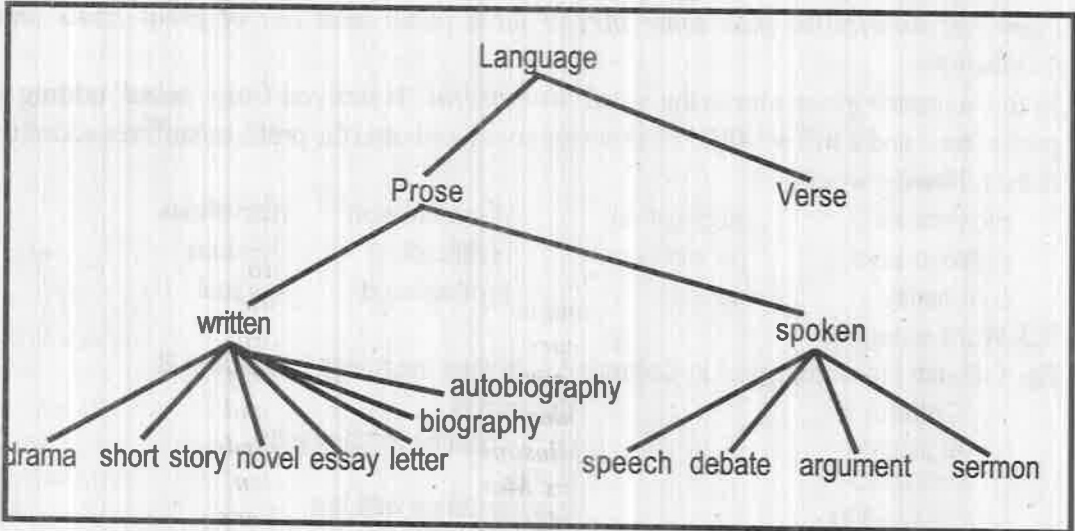 Language
Prose
Verse
written
spoken
autobiography
biography
drama short story novel essay letter
speech debate argument sermon